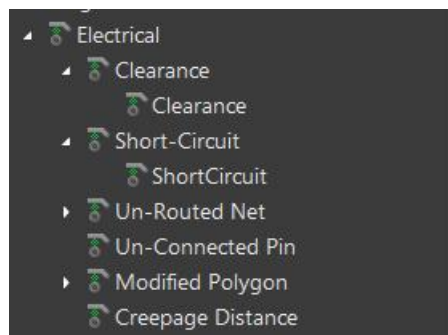 Electrical
Clearance
Clearance
Short-Circuit
ShortCircuit
Un-Routed Net
Un-Connected Pin
Modified Polygon
Creepage Distance